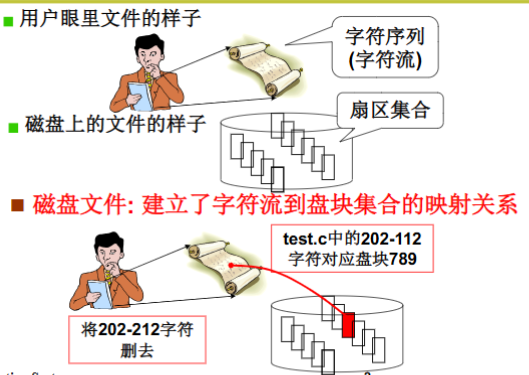 用户眼里文件的样子
字符序列
(字符流)
磁盘上的文件的样子
扇区集合
磁盘文件: 建立了字符流到盘块集合的映射关系
test.c中的202-112
字符对应盘块789
将202-212字符
删去